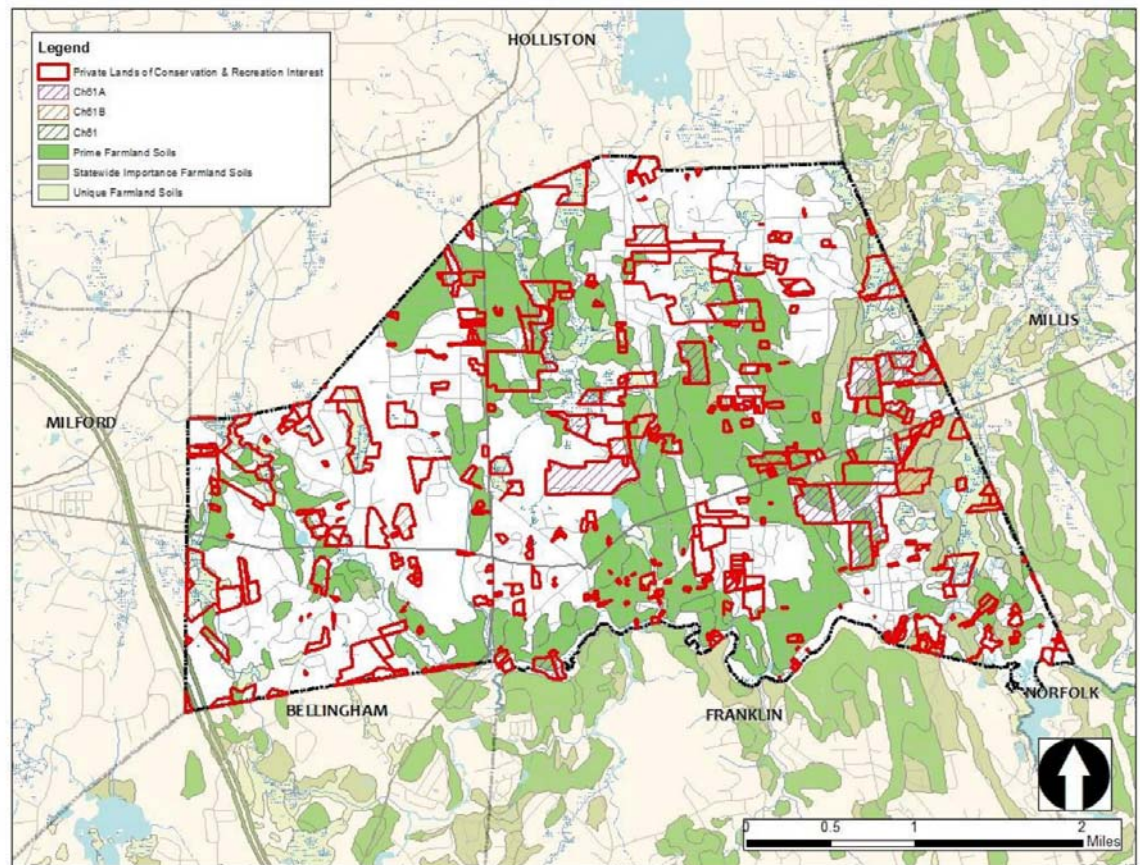 HOLLISTON
Legend
Private Lands of Conservation & Recreation Interest
Ch61A
Ch61B
Ch61
Prime Farmland Soils
Statewide Importance Farmland Soils
Unique Farmland Soils
MILLIS
MILFORD
NORFOLK
BELLINGHAM
FRANKLIN
0 0.5 1 2
Miles